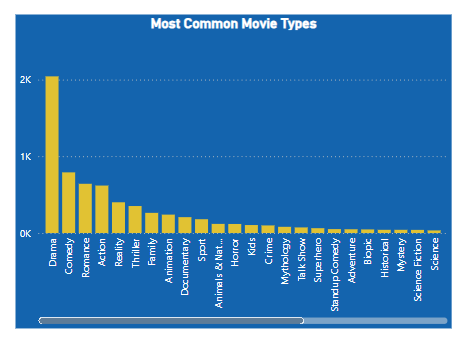 Most Common Movie Types
2K
1K
0K
Drama
Comedy
Romance
Action
Reality
Thriller
Family
Animation
Documentary
Sport
Animals & Nat...
Horror
Kids
Crime
Mythology
Talk Show
Superhero
Standup Comedy
Adventure
Biopic
Historical
Mystery
Science Fiction
Science